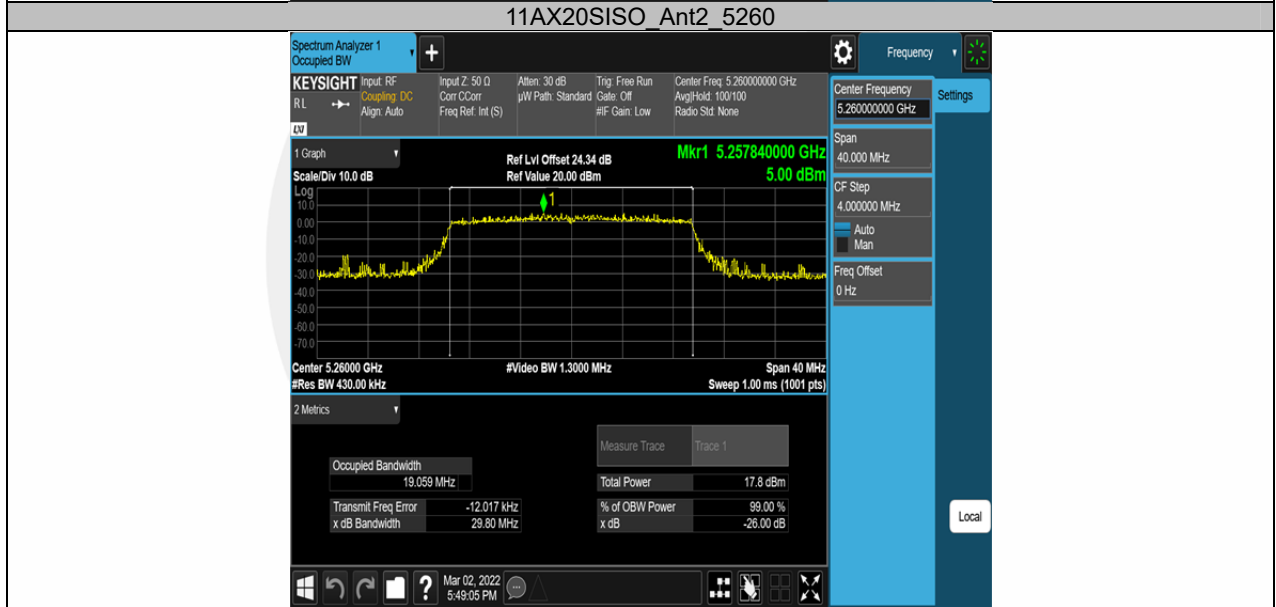 11AX20SISO_Ant2_5260
Spectrum Analyzer 1
Occupied BW
+
Frequency
KEYSIGHT
RL
LXI
Input: RF
Coupling: DC
Align: Auto
Input Z: 50 Ω
Corr CCorr
Freq Ref: Int (S)
Atten: 30 dB
µW Path: Standard
Trig: Free Run
Gate: Off
#IF Gain: Low
Center Freq: 5.260000000 GHz
Avg|Hold: 100/100
Radio Std: None
Center Frequency
5.260000000 GHz
Settings
Span
40.000 MHz
CF Step
4.000000 MHz
Auto
Man
Freq Offset
0 Hz
Local
1 Graph
Scale/Div 10.0 dB
Ref Lvl Offset 24.34 dB
Ref Value 20.00 dBm
Mkr1 5.257840000 GHz
5.00 dBm
Log
10.0
0.00
-10.0
-20.0
-30.0
-40.0
-50.0
-60.0
-70.0
1
Center 5.26000 GHz
#Video BW 1.3000 MHz
Span 40 MHz
#Res BW 430.00 kHz
Sweep 1.00 ms (1001 pts)
2 Metrics
Measure Trace
Trace 1
Occupied Bandwidth
19.059 MHz
Total Power
17.8 dBm
Transmit Freq Error
-12.017 kHz
% of OBW Power
99.00 %
x dB Bandwidth
29.80 MHz
x dB
-26.00 dB
?
Mar 02, 2022
5:49:05 PM